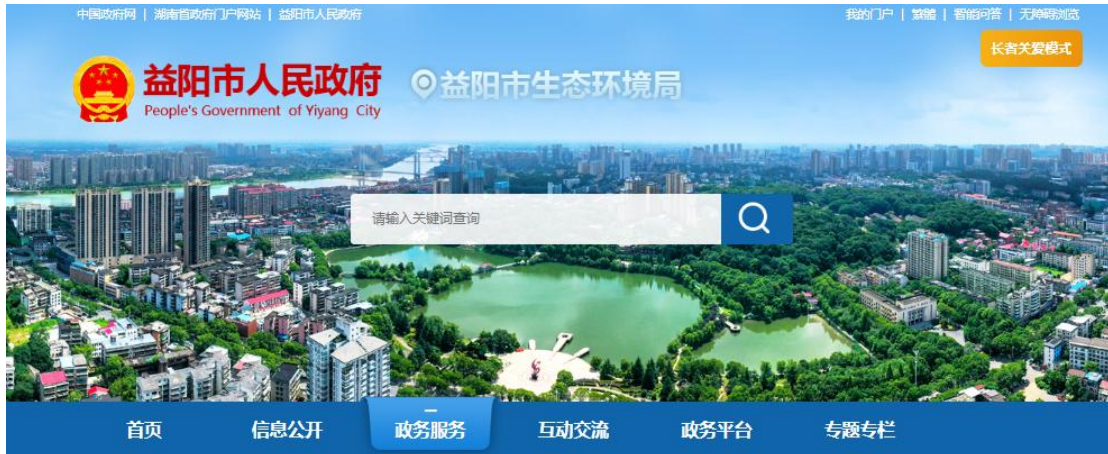 中国政府网 | 湖南省政府门户网站 | 益阳市人民政府
我的门户 | 繁體 | 智能问答 | 无障碍浏览
长者关爱模式
益阳市人民政府
People's Government of Yiyang City
益阳市生态环境局
请输入关键词查询
首页 信息公开 政务服务 互动交流 政务平台 专题专栏